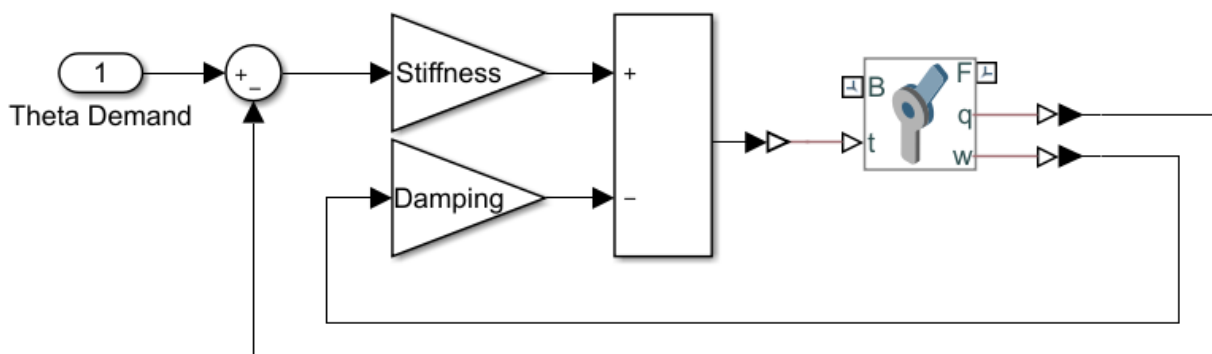 1
Theta Demand
+
−
Stiffness
Damping
+
−
B
F
q
t
w